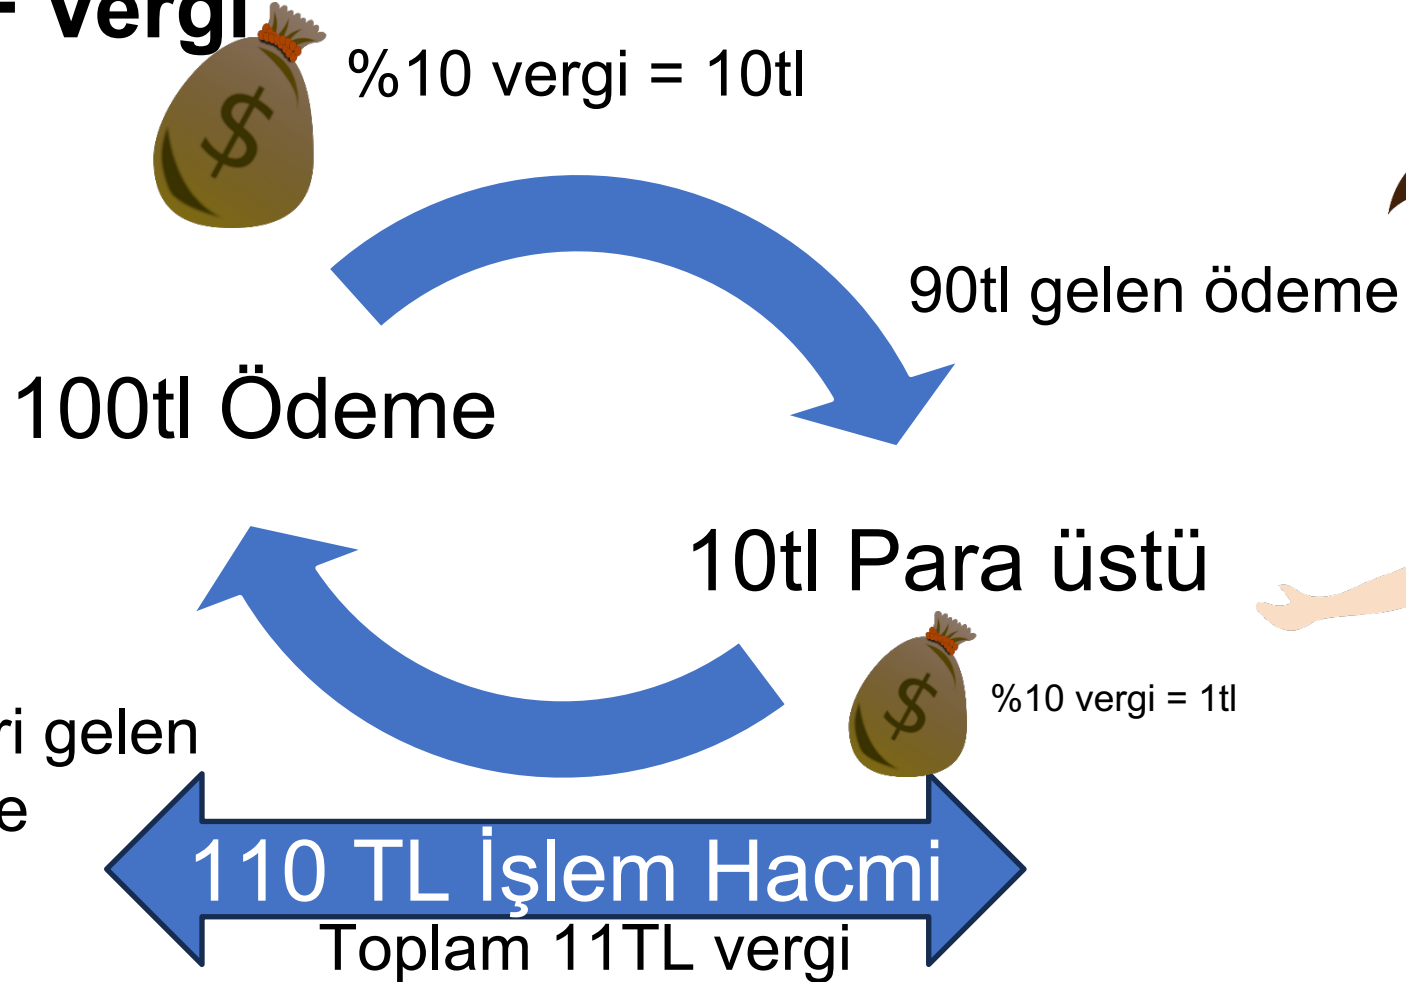 - vergi
%10 vergi = 10tl
90tl gelen ödeme
100tl Ödeme
10tl Para üstü
%10 vergi = 1tl
ri gelen
e
110 TL İşlem Hacmi
Toplam 11TL vergi